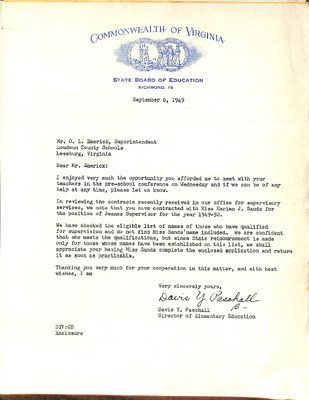 COMMONWEALTH OF VIRGINIA
STATE BOARD OF EDUCATION
RICHMOND, 16
September 6, 1949
Mr. O. L. Emerick, Superintendent
Loudoun County Schools
Leesburg, Virginia
Dear Mr. Emerick:
I enjoyed very much the opportunity you afforded me to meet with your
teachers in the pre-school conference on Wednesday and if we can be of any
help at any time, please let us know.
In reviewing the contracts recently received in our office for supervisory
services, we note that you have contracted with Miss Marian J. Sands for
the position of Jeanes Supervisor for the year 1949-50.
We have checked the eligible list of names of those who have qualified
for supervision and do not find Miss Sands' name included. We are confident
that she meets the qualifications, but since State reimbursement is made
only for those whose names have been established on this list, we shall
appreciate your having Miss Sands complete the enclosed application and return
it as soon as practicable.
Thanking you very much for your cooperation in this matter, and with best
wishes, I am
Very sincerely yours,
Davis Y. Paschall
Davis Y. Paschall
Director of Elementary Education
DYP:GB
Enclosure